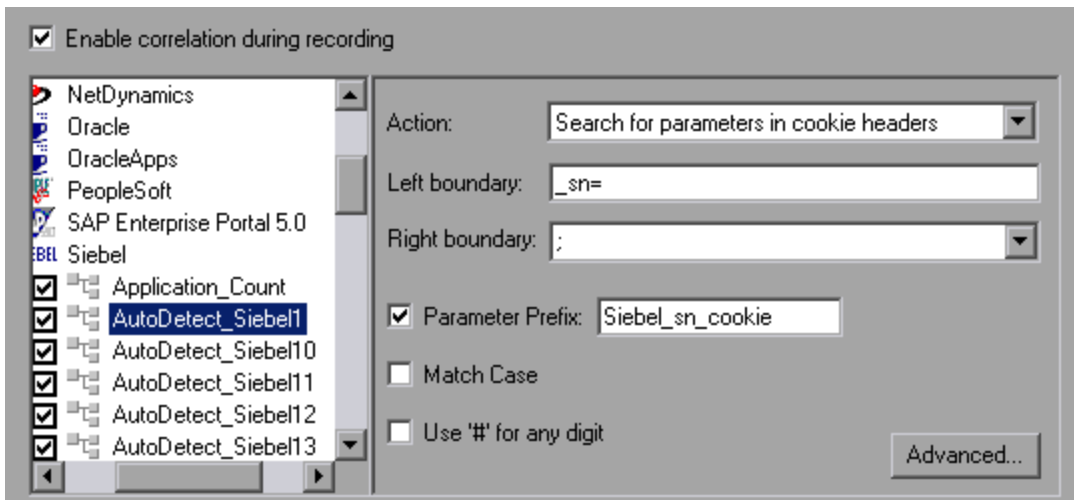 Enable correlation during recording
NetDynamics
Oracle
OracleApps
PeopleSoft
SAP Enterprise Portal 5.0
Siebel
Application_Count
AutoDetect_Siebel1
AutoDetect_Siebel10
AutoDetect_Siebel11
AutoDetect_Siebel12
AutoDetect_Siebel13
Action: Search for parameters in cookie headers
Left boundary: _sn=
Right boundary: ;
Parameter Prefix: Siebel_sn_cookie
Match Case
Use '#' for any digit
Advanced...